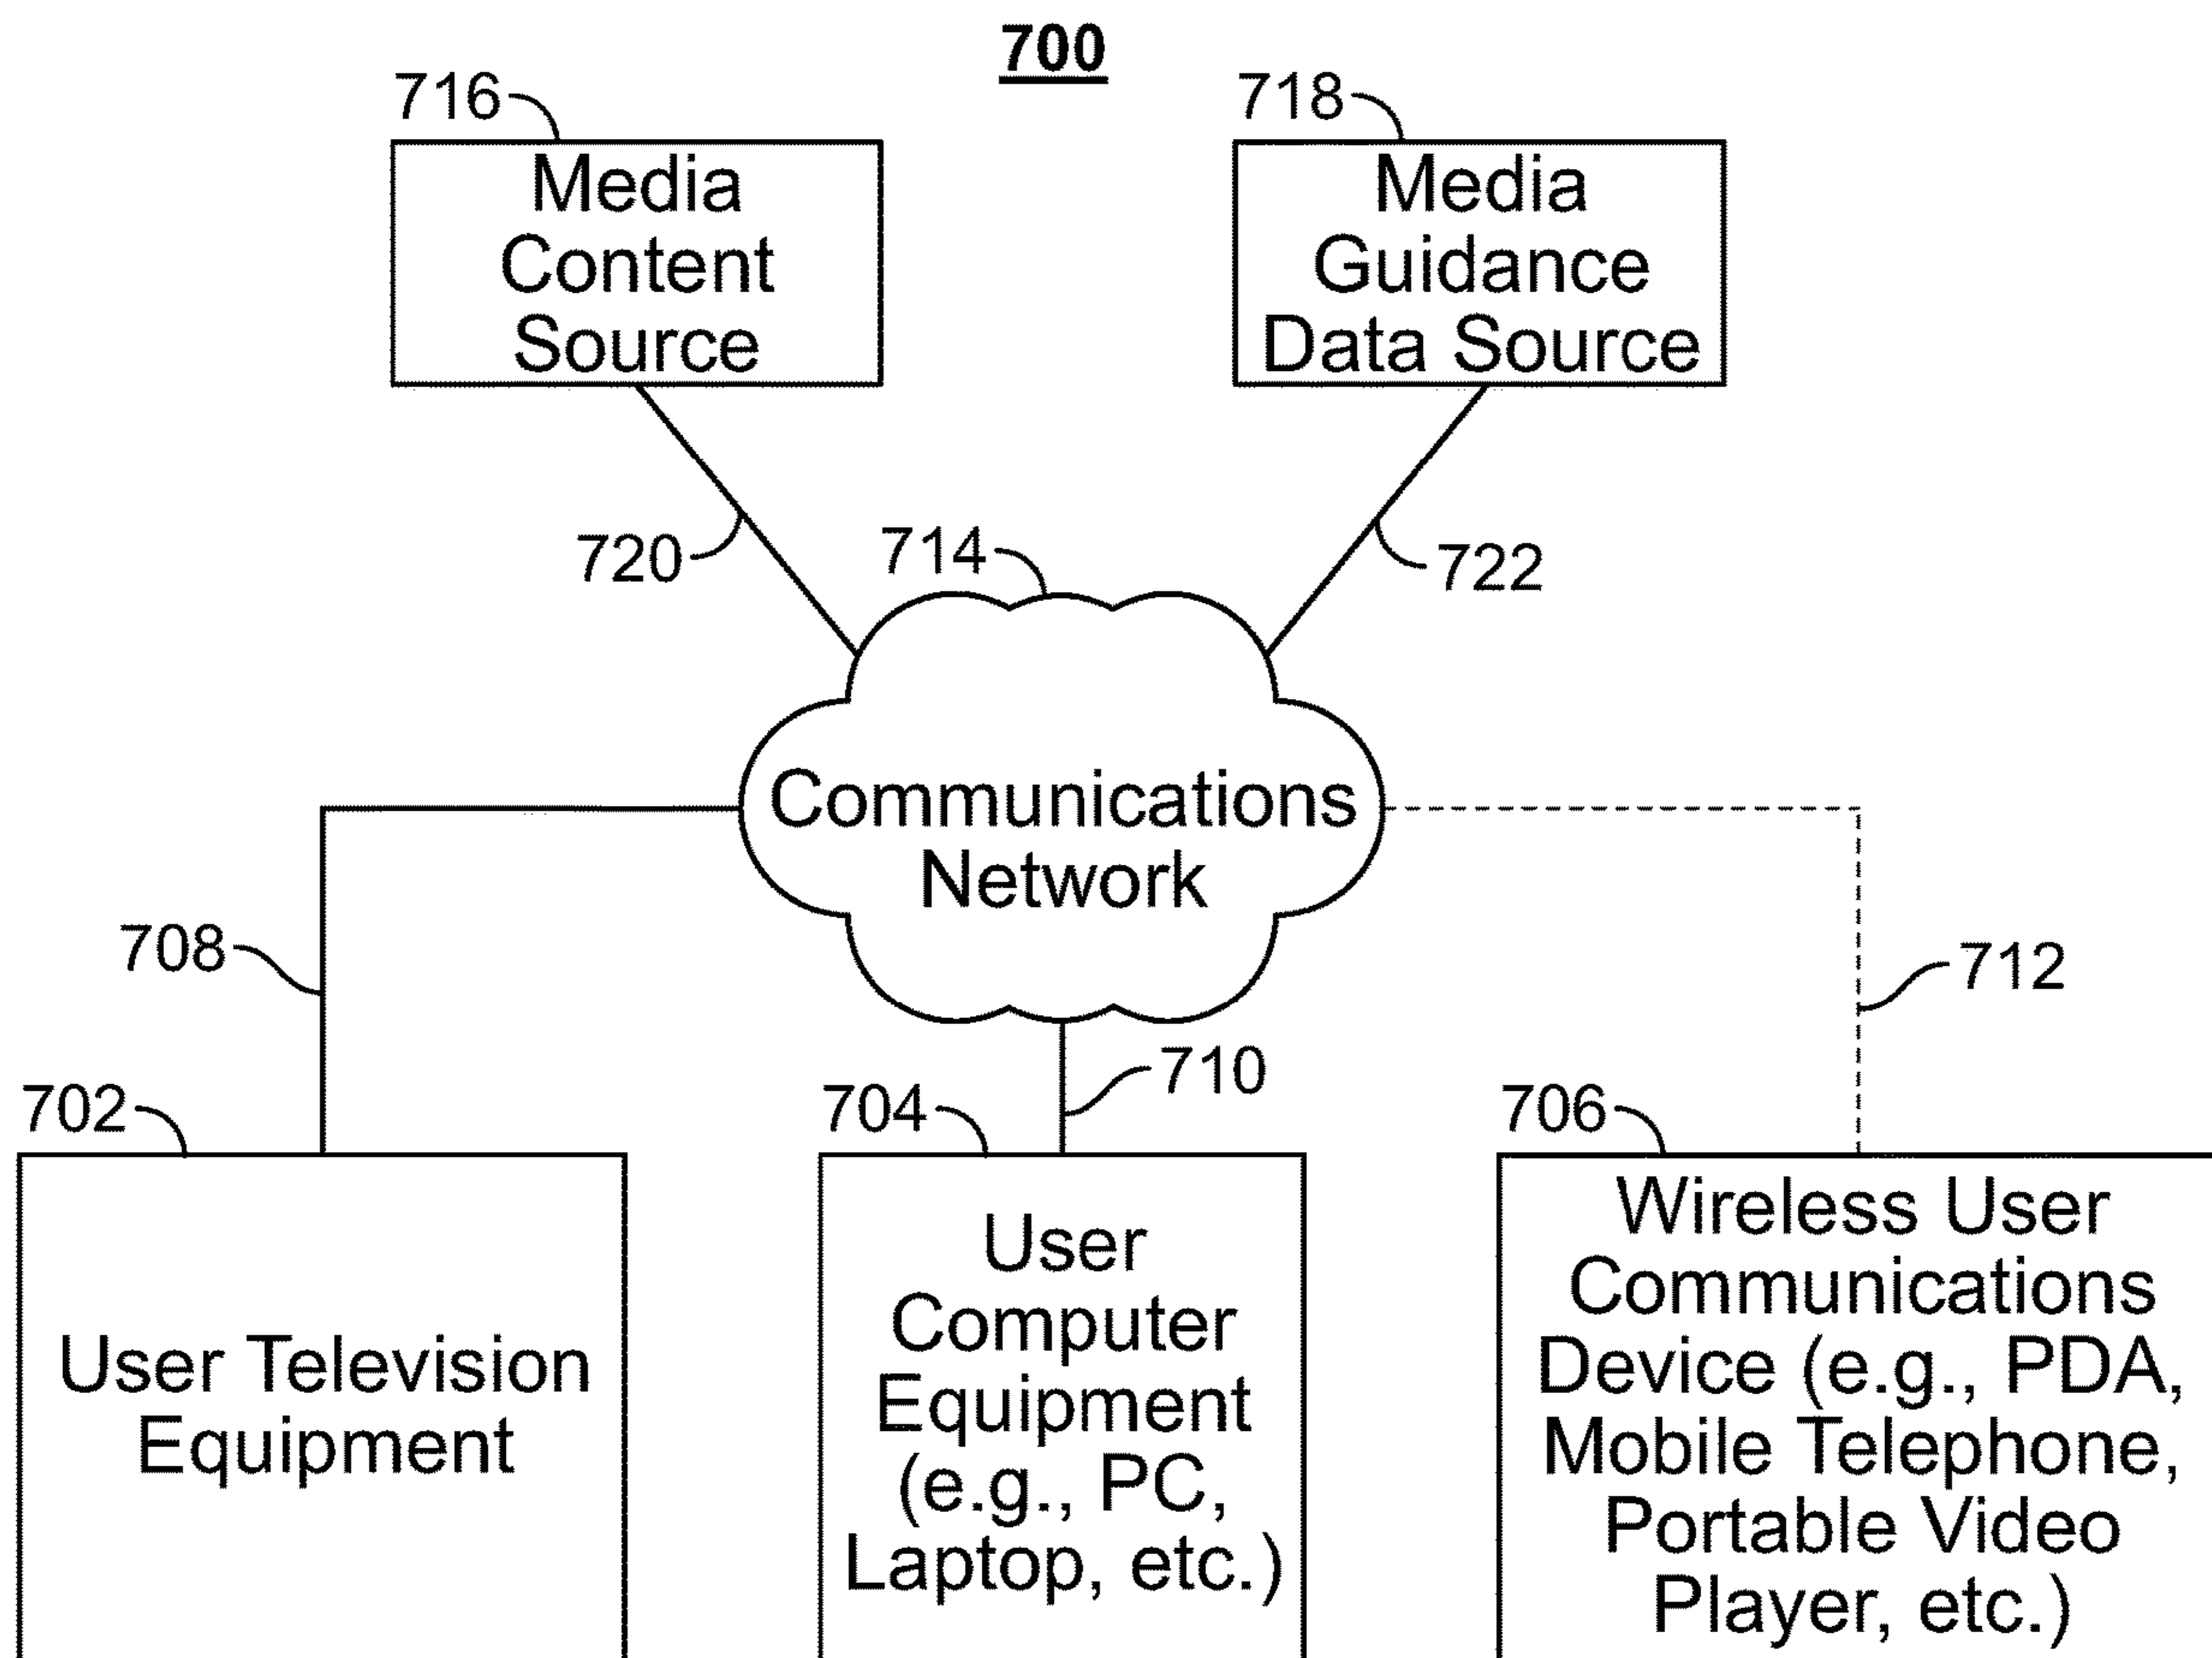 700
716
718
Media
Content
Source
Media
Guidance
Data Source
720
714
722
Communications
Network
708
712
710
702
704
706
User Television
Equipment
User
Computer
Equipment
(e.g., PC,
Laptop, etc.)
Wireless User
Communications
Device (e.g., PDA,
Mobile Telephone,
Portable Video
Player, etc.)